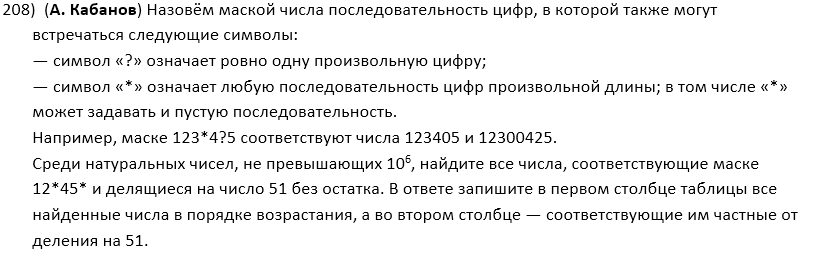 208) (А. Кабанов) Назовём маской числа последовательность цифр, в которой также могут
встречаться следующие символы:
— символ «?» означает ровно одну произвольную цифру;
— символ «*» означает любую последовательность цифр произвольной длины; в том числе «*»
может задавать и пустую последовательность.
Например, маске 123*4?5 соответствуют числа 123405 и 12300425.
Среди натуральных чисел, не превышающих 10⁶, найдите все числа, соответствующие маске
12*45* и делящиеся на число 51 без остатка. В ответе запишите в первом столбце таблицы все
найденные числа в порядке возрастания, а во втором столбце — соответствующие им частные от
деления на 51.